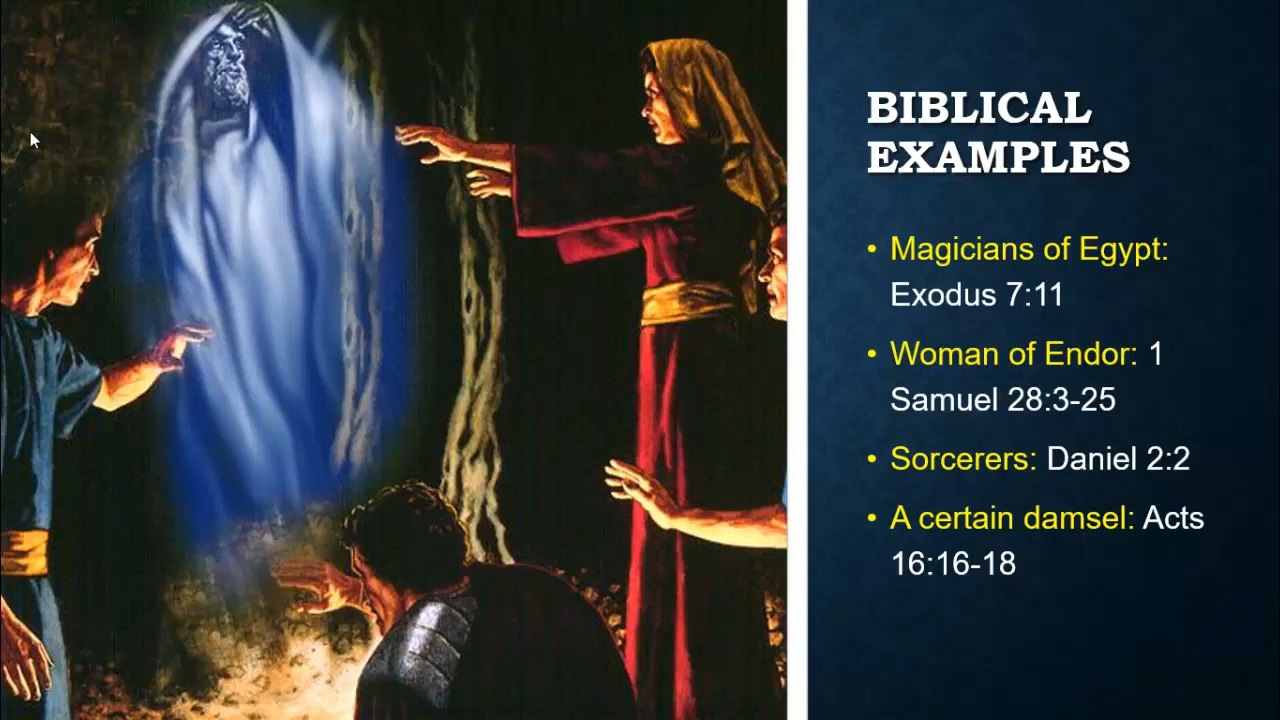 BIBLICAL
EXAMPLES
• Magicians of Egypt:
Exodus 7:11
• Woman of Endor: 1
Samuel 28:3-25
• Sorcerers: Daniel 2:2
• A certain damsel: Acts
16:16-18